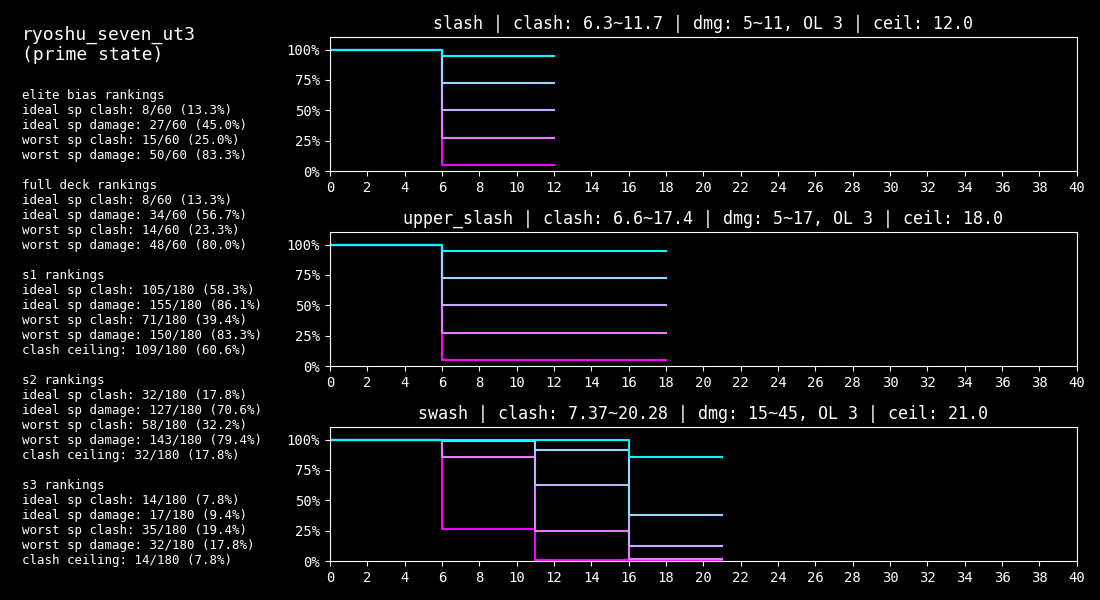 ryoshu_seven_ut3
(prime state)
elite bias rankings
ideal sp clash: 8/60 (13.3%)
ideal sp damage: 27/60 (45.0%)
worst sp clash: 15/60 (25.0%)
worst sp damage: 50/60 (83.3%)
full deck rankings
ideal sp clash: 8/60 (13.3%)
ideal sp damage: 34/60 (56.7%)
worst sp clash: 14/60 (23.3%)
worst sp damage: 48/60 (80.0%)
s1 rankings
ideal sp clash: 105/180 (58.3%)
ideal sp damage: 155/180 (86.1%)
worst sp clash: 71/180 (39.4%)
worst sp damage: 150/180 (83.3%)
clash ceiling: 109/180 (60.6%)
s2 rankings
ideal sp clash: 32/180 (17.8%)
ideal sp damage: 127/180 (70.6%)
worst sp clash: 58/180 (32.2%)
worst sp damage: 143/180 (79.4%)
clash ceiling: 32/180 (17.8%)
s3 rankings
ideal sp clash: 14/180 (7.8%)
ideal sp damage: 17/180 (9.4%)
worst sp clash: 35/180 (19.4%)
worst sp damage: 32/180 (17.8%)
clash ceiling: 14/180 (7.8%)
slash | clash: 6.3~11.7 | dmg: 5~11, OL 3 | ceil: 12.0
100%
75%
50%
25%
0%
0 2 4 6 8 10 12 14 16 18 20 22 24 26 28 30 32 34 36 38 40
upper_slash | clash: 6.6~17.4 | dmg: 5~17, OL 3 | ceil: 18.0
100%
75%
50%
25%
0%
0 2 4 6 8 10 12 14 16 18 20 22 24 26 28 30 32 34 36 38 40
swash | clash: 7.37~20.28 | dmg: 15~45, OL 3 | ceil: 21.0
100%
75%
50%
25%
0%
0 2 4 6 8 10 12 14 16 18 20 22 24 26 28 30 32 34 36 38 40